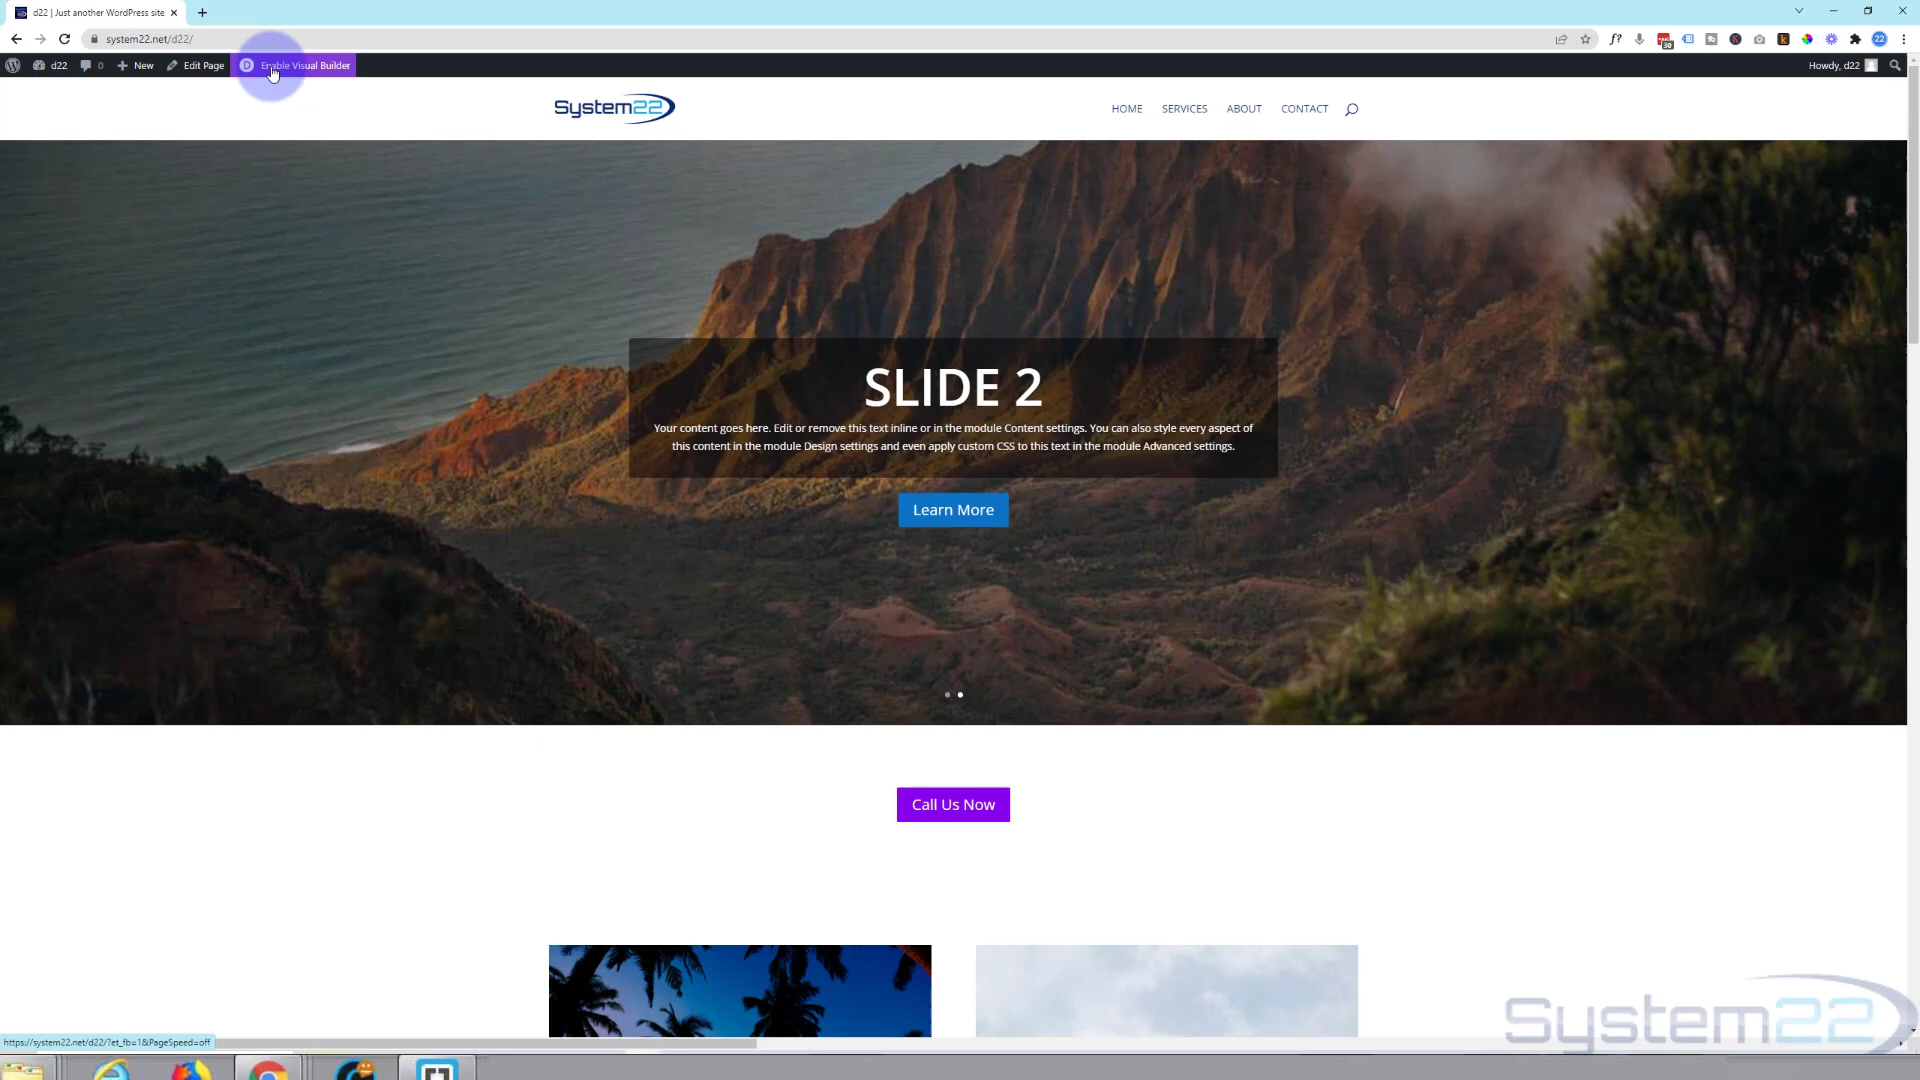 d22 | Just another WordPress site
system22.net/d22/
d22
0
New
Edit Page
Enable Visual Builder
Howdy, d22
System22
HOME
SERVICES
ABOUT
CONTACT
SLIDE 2
Your content goes here. Edit or remove this text inline or in the module Content settings. You can also style every aspect of
this content in the module Design settings and even apply custom CSS to this text in the module Advanced settings.
Learn More
Call Us Now
System22
https://system22.net/d22/?et_fb=1&PageSpeed=off